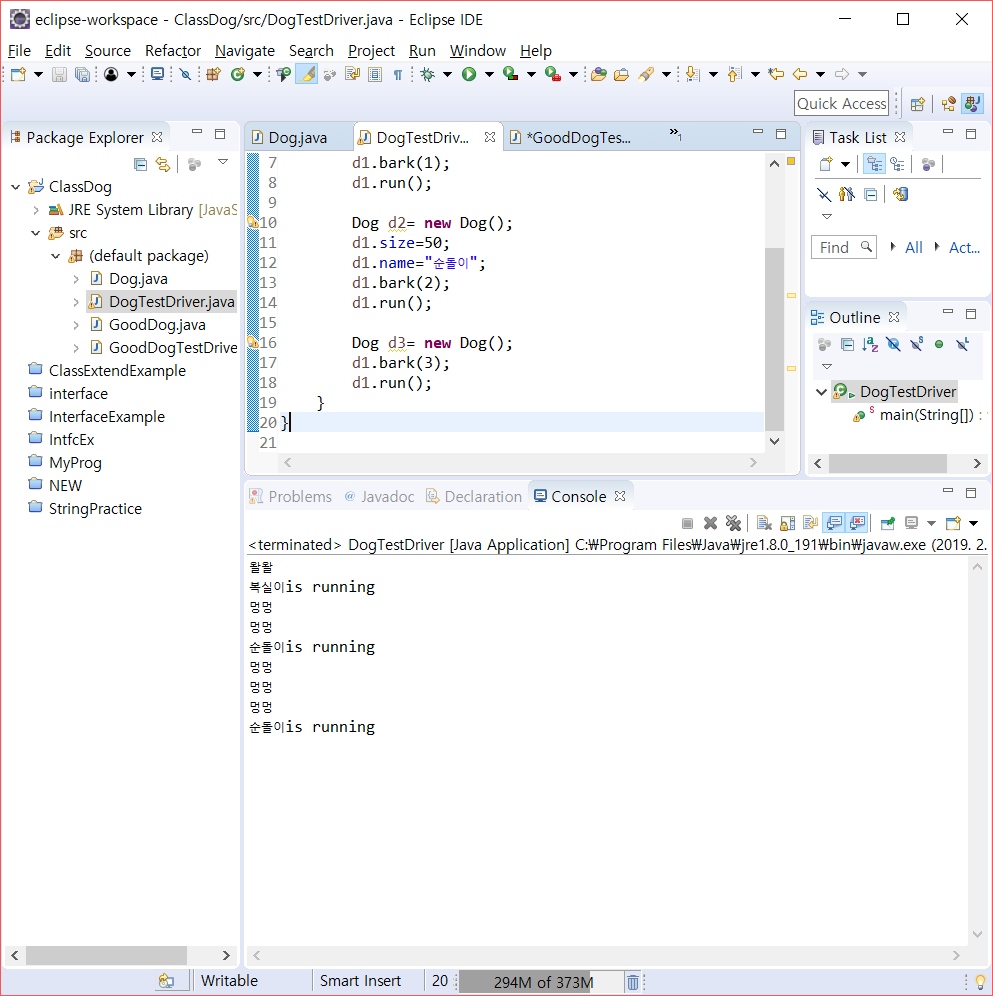 eclipse-workspace - ClassDog/src/DogTestDriver.java - Eclipse IDE
File Edit Source Refactor Navigate Search Project Run Window Help
Quick Access
Package Explorer
ClassDog
JRE System Library [JavaS
src
(default package)
Dog.java
DogTestDriver.java
GoodDog.java
GoodDogTestDrive
ClassExtendExample
interface
InterfaceExample
IntfcEx
MyProg
NEW
StringPractice
Dog.java DogTestDriv... *GoodDogTes... »1
7 d1.bark(1);
8 d1.run();
9
10 Dog d2= new Dog();
11 d1.size=50;
12 d1.name="순돌이";
13 d1.bark(2);
14 d1.run();
15
16 Dog d3= new Dog();
17 d1.bark(3);
18 d1.run();
19 }
20 }
21
Task List
Find All Act...
Outline
DogTestDriver
main(String[]) :
Problems @ Javadoc Declaration Console
<terminated> DogTestDriver [Java Application] C:₩Program Files₩Java₩jre1.8.0_191₩bin₩javaw.exe (2019. 2.
왈왈
복실이is running
멍멍
멍멍
순돌이is running
멍멍
멍멍
멍멍
순돌이is running
Writable Smart Insert 20 294M of 373M